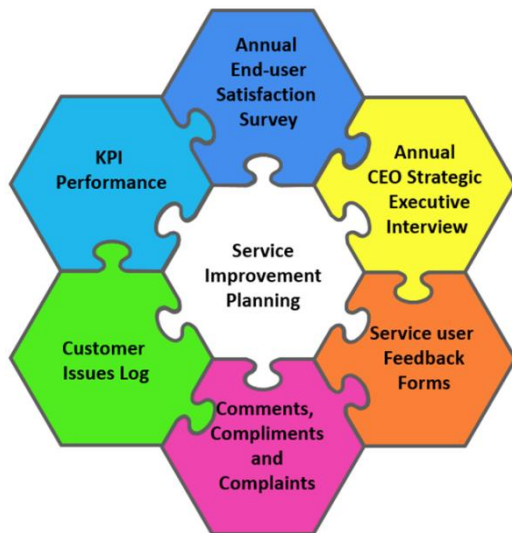 Annual
End-user
Satisfaction
Survey
KPI
Performance
Annual
CEO Strategic
Executive
Interview
Service
Improvement
Planning
Customer
Issues Log
Service user
Feedback
Forms
Comments,
Compliments
and
Complaints